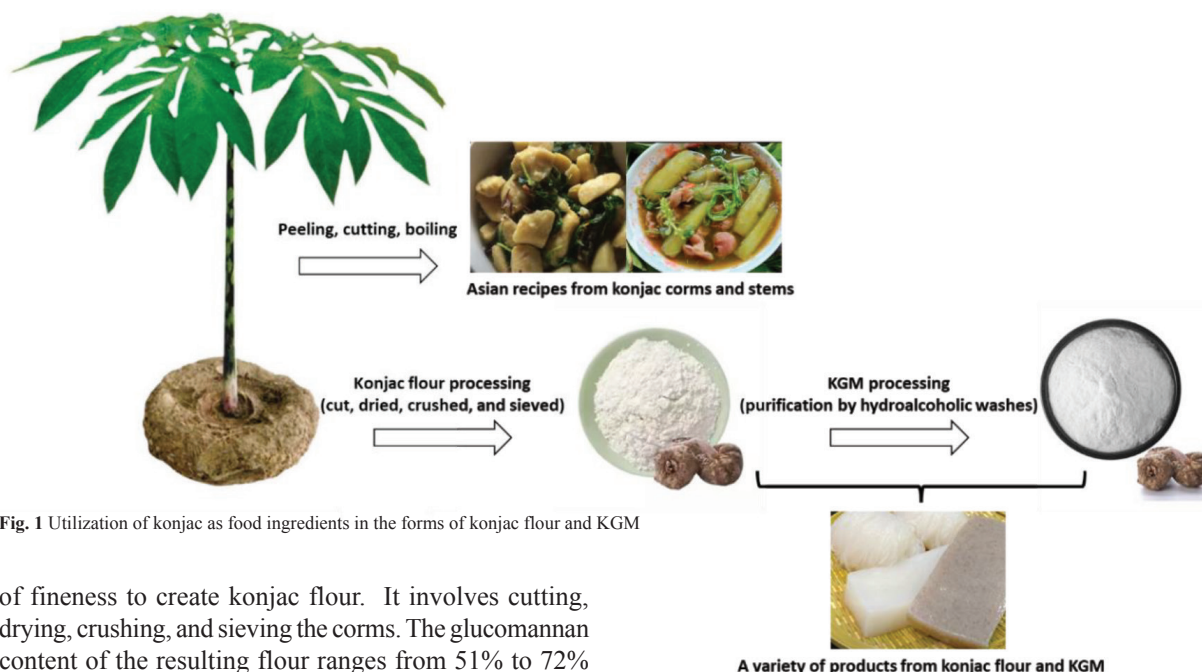 Peeling, cutting, boiling
Asian recipes from konjac corms and stems
Konjac flour processing
(cut, dried, crushed, and sieved)
KGM processing
(purification by hydroalcoholic washes)
Fig. 1 Utilization of konjac as food ingredients in the forms of konjac flour and KGM
A variety of products from konjac flour and KGM
of fineness to create konjac flour. It involves cutting,
drying, crushing, and sieving the corms. The glucomannan
content of the resulting flour ranges from 51% to 72%